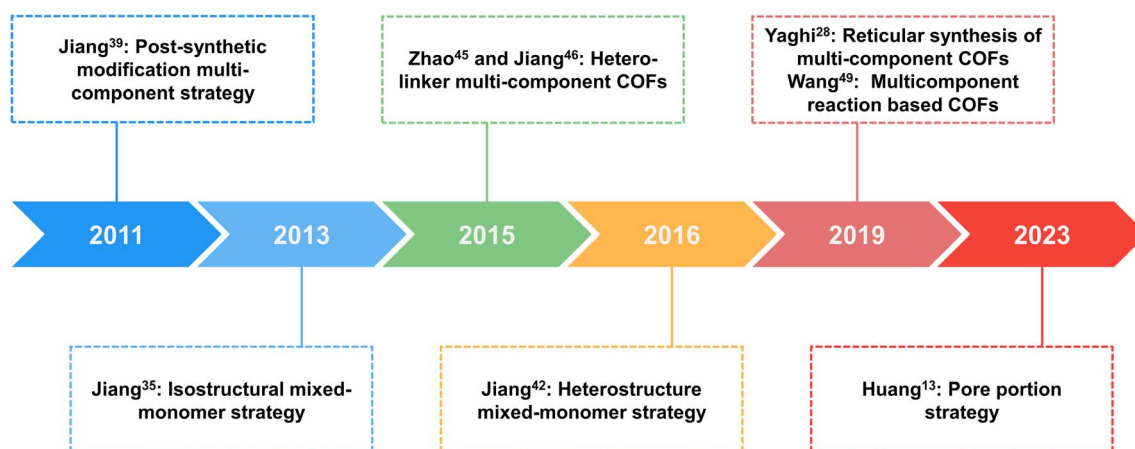 Jiang³⁹: Post-synthetic
modification multi-
component strategy
Zhao⁴⁵ and Jiang⁴⁶: Hetero-
linker multi-component COFs
Yaghi²⁸: Reticular synthesis of
multi-component COFs
Wang⁴⁹: Multicomponent
reaction based COFs
2011
2013
2015
2016
2019
2023
Jiang³⁵: Isostructural mixed-
monomer strategy
Jiang⁴²: Heterostructure
mixed-monomer strategy
Huang¹³: Pore portion
strategy